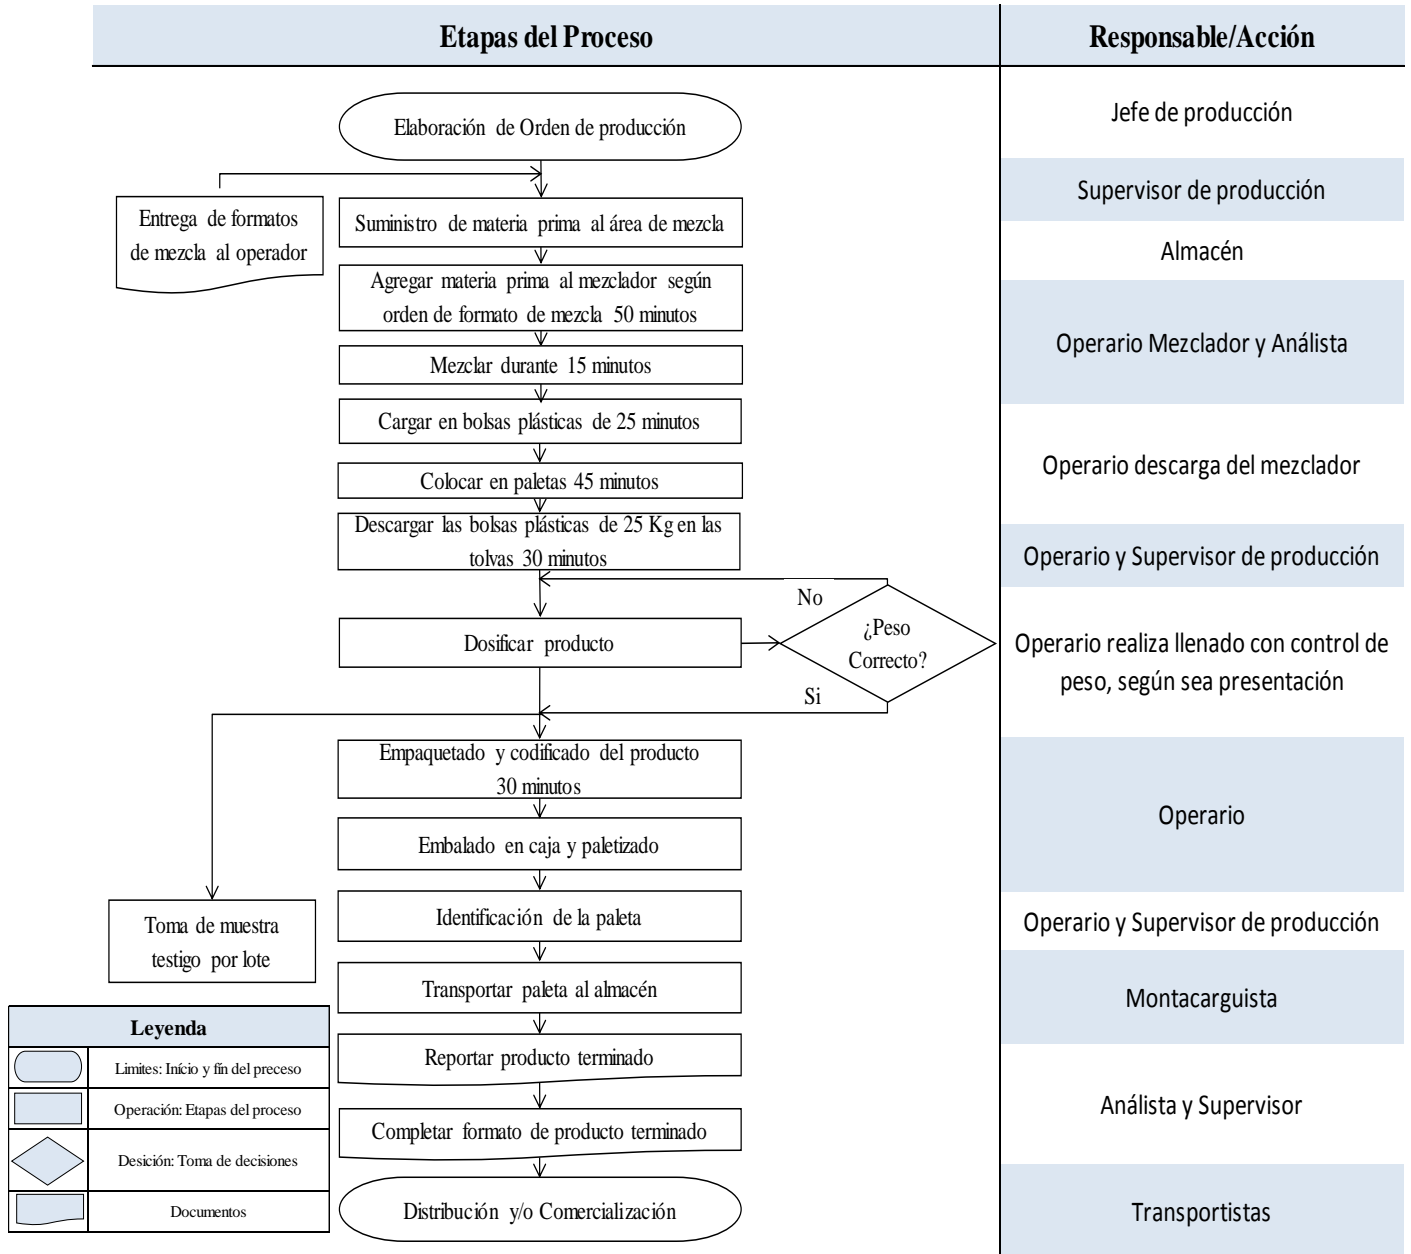 Etapas del Proceso
Responsable/Acción
Elaboración de Orden de producción
Jefe de producción
Entrega de formatos
de mezcla al operador
Supervisor de producción
Suministro de materia prima al área de mezcla
Almacén
Agregar materia prima al mezclador según
orden de formato de mezcla 50 minutos
Mezclar durante 15 minutos
Operario Mezclador y Análista
Cargar en bolsas plásticas de 25 minutos
Colocar en paletas 45 minutos
Operario descarga del mezclador
Descargar las bolsas plásticas de 25 Kg en las
tolvas 30 minutos
Operario y Supervisor de producción
No
Dosificar producto
¿Peso
Correcto?
Si
Operario realiza llenado con control de
peso, según sea presentación
Empaquetado y codificado del producto
30 minutos
Embalado en caja y paletizado
Operario
Toma de muestra
testigo por lote
Identificación de la paleta
Operario y Supervisor de producción
Transportar paleta al almacén
Montacarguista
Reportar producto terminado
Completar formato de producto terminado
Análista y Supervisor
Distribución y/o Comercialización
Transportistas
Leyenda
Limites: Início y fín del preceso
Operación: Etapas del proceso
Desición: Toma de decisiones
Documentos